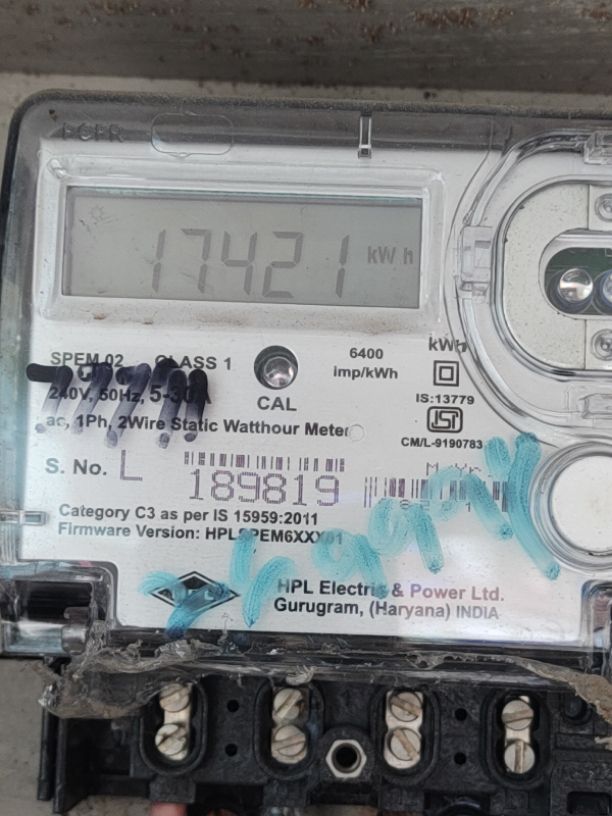 17421 kWh
SPEM 02 CLASS 1
6400 imp/kWh
kWh
240V, 50Hz, 5-30A
CAL
IS:13779
ac, 1Ph, 2Wire Static Watthour Meter
ISI
CM/L-9190783
S. No. L 189819
Category C3 as per IS 15959:2011
Firmware Version:
HPL Electric & Power Ltd.
Gurugram, (Haryana) INDIA